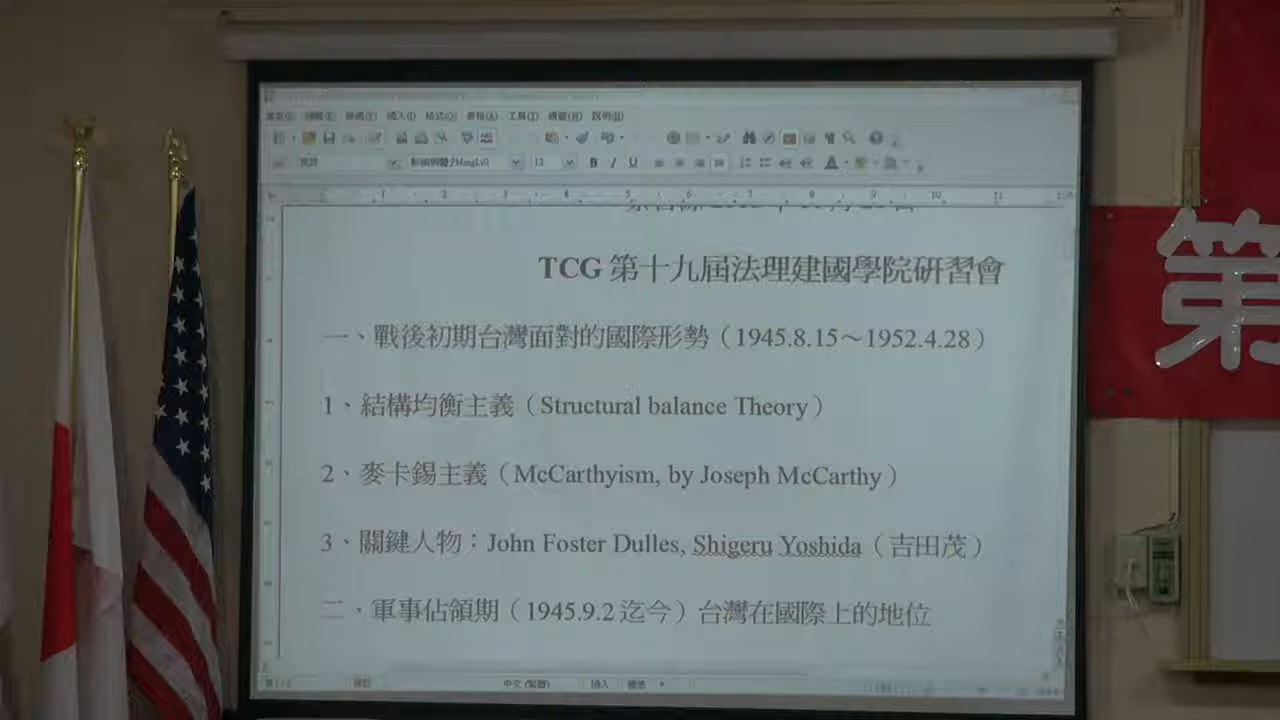 TCG 第十九屆法理建國學院研習會
一、戰後初期台灣面對的國際形勢（1945.8.15～1952.4.28）
1、結構均衡主義（Structural balance Theory）
2、麥卡錫主義（McCarthyism, by Joseph McCarthy）
3、關鍵人物：John Foster Dulles, Shigeru Yoshida（吉田茂）
二、軍事佔領期（1945.9.2 迄今）台灣在國際上的地位
第